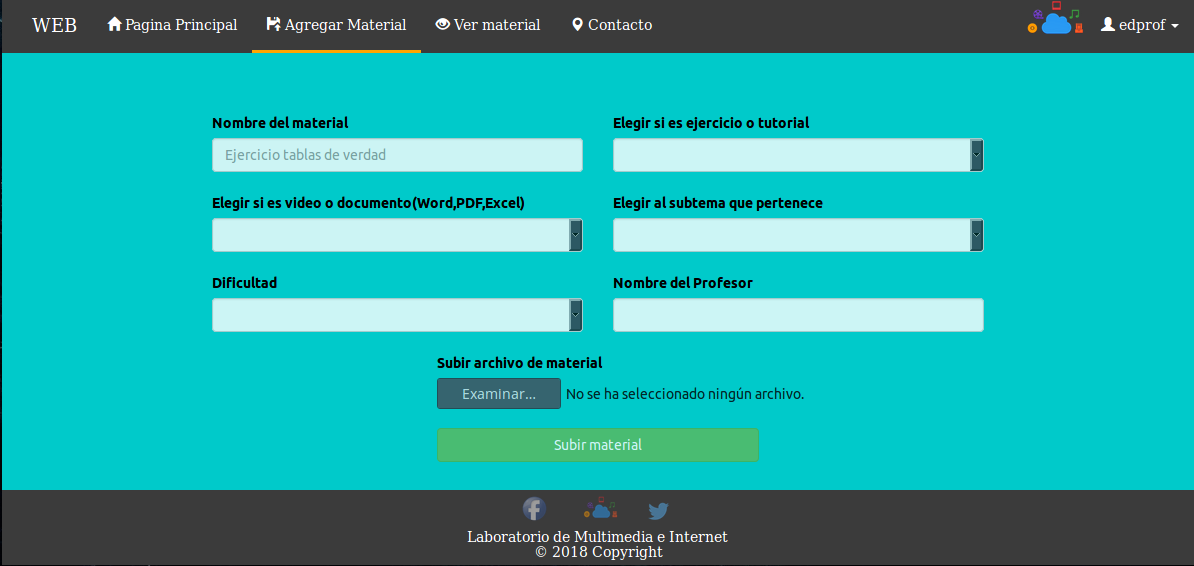 WEB Pagina Principal Agregar Material Ver material Contacto edprof
Nombre del material Elegir si es ejercicio o tutorial
Ejercicio tablas de verdad
Elegir si es video o documento(Word,PDF,Excel) Elegir al subtema que pertenece
Dificultad Nombre del Profesor
Subir archivo de material
Examinar... No se ha seleccionado ningún archivo.
Subir material
Laboratorio de Multimedia e Internet
© 2018 Copyright